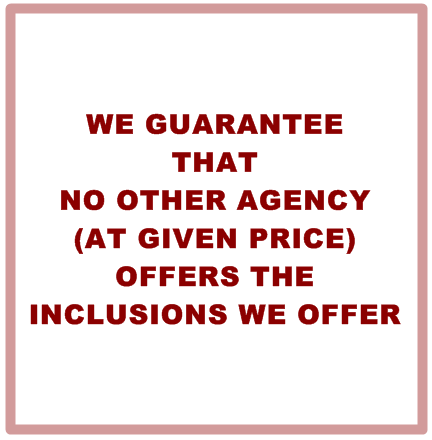 WE GUARANTEE
THAT
NO OTHER AGENCY
(AT GIVEN PRICE)
OFFERS THE
INCLUSIONS WE OFFER